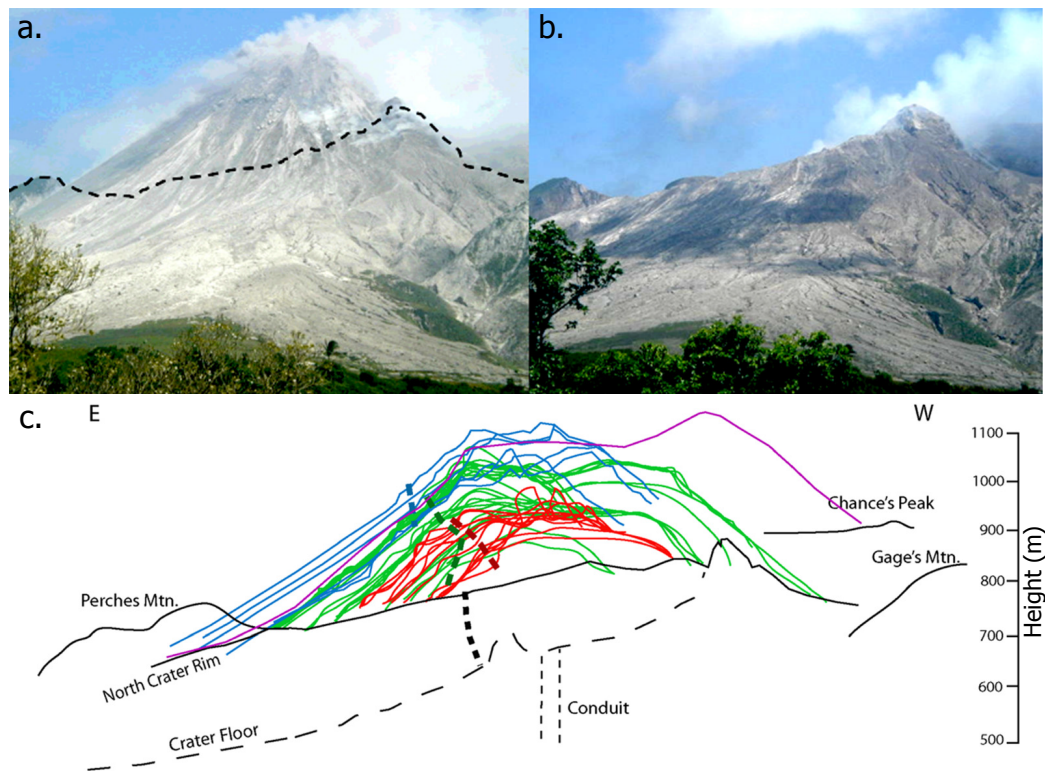 a.
b.
c.
E
W
1100
1000
Chance's Peak
900
Gage's Mtn.
Height (m)
800
Perches Mtn.
700
North Crater Rim
600
Conduit
Crater Floor
500